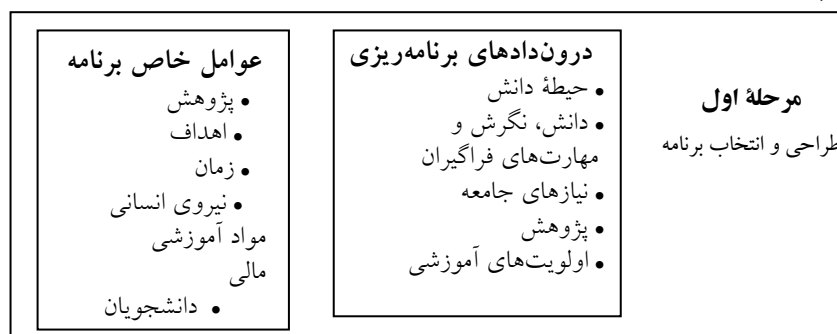 مرحلهٔ اول
طراحی و انتخاب برنامه
درون‌دادهای برنامه‌ریزی
• حیطهٔ دانش
• دانش، نگرش و
مهارت‌های فراگیران
• نیازهای جامعه
• پژوهش
• اولویت‌های آموزشی
عوامل خاص برنامه
• پژوهش
• اهداف
• زمان
• نیروی انسانی
مواد آموزشی
مالی
• دانشجویان